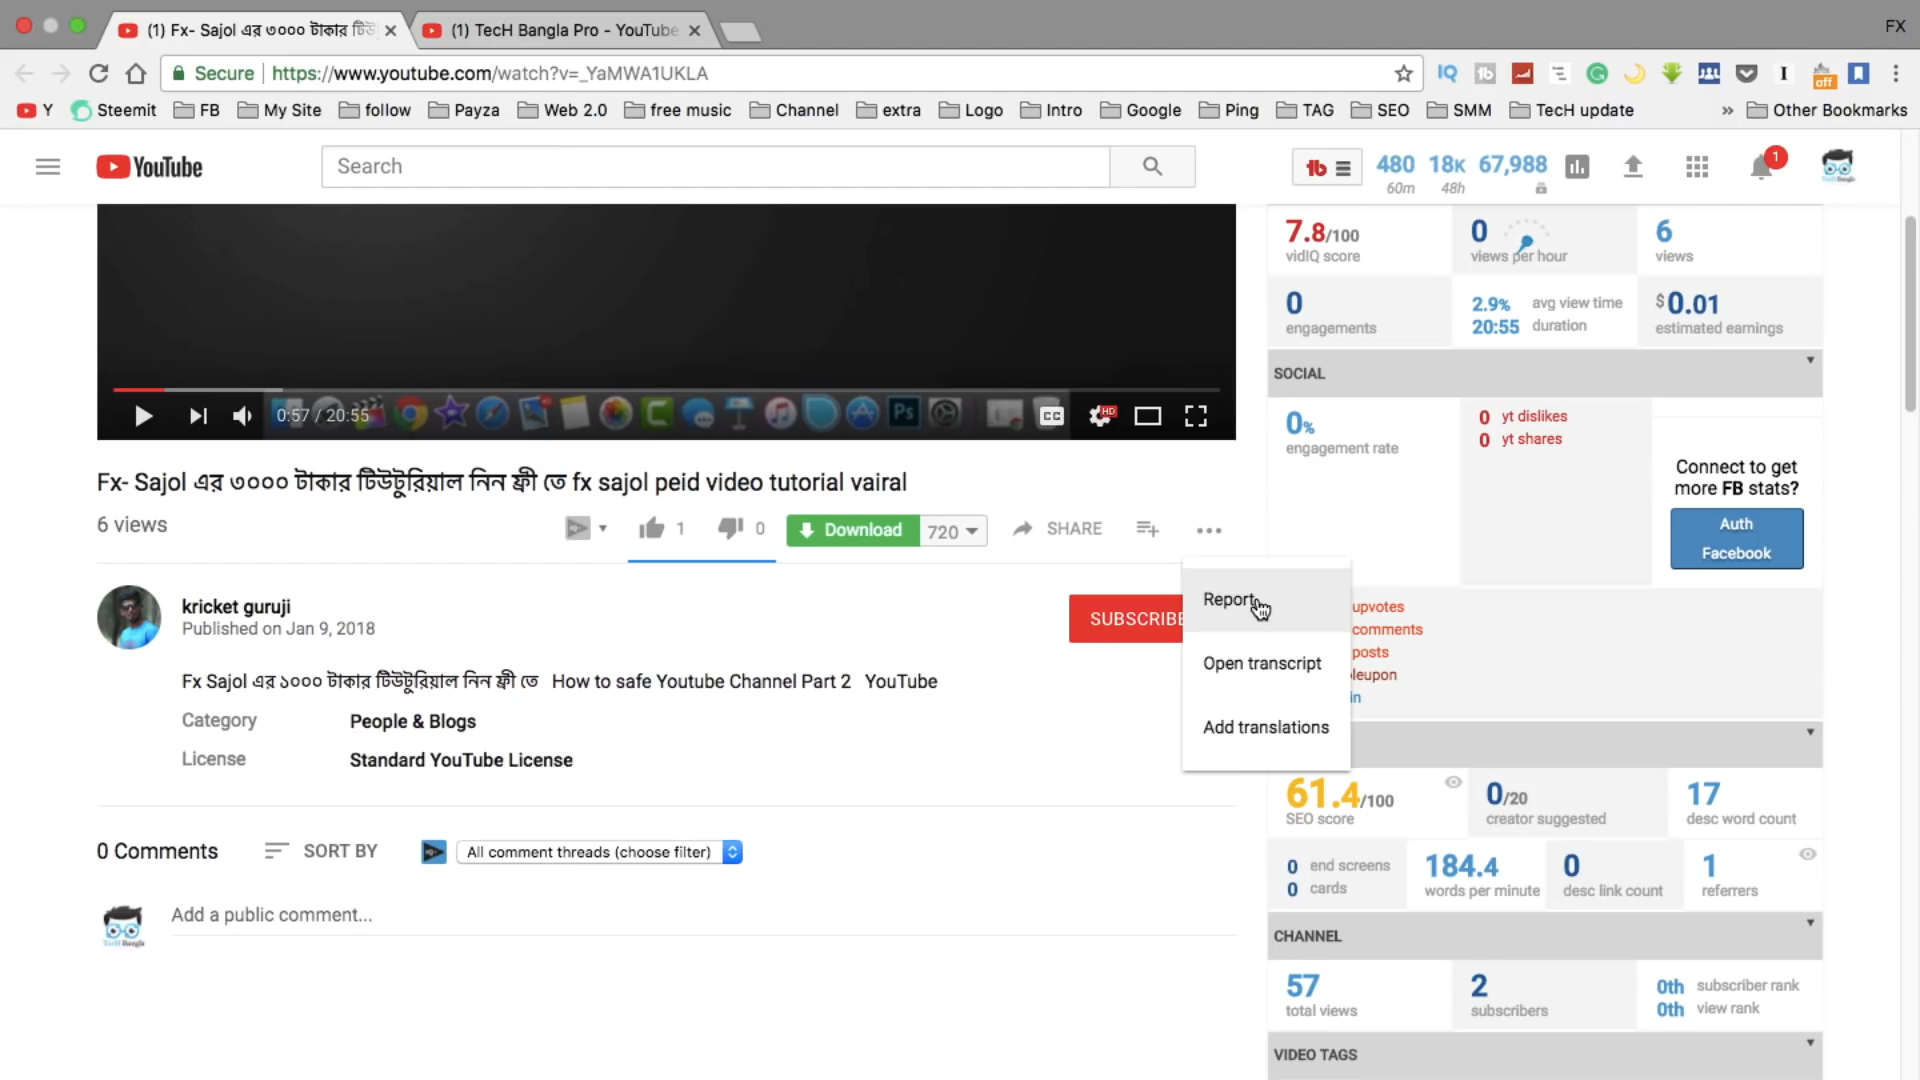 (1) Fx- Sajol এর ৩০০০ টাকার টিউ
(1) TecH Bangla Pro - YouTube
FX
Secure
https://www.youtube.com/watch?v=_YaMWA1UKLA
IQ
off
Y
Steemit
FB
My Site
follow
Payza
Web 2.0
free music
Channel
extra
Logo
Intro
Google
Ping
TAG
SEO
SMM
TecH update
»
Other Bookmarks
YouTube
Search
480
60m
18K
48h
67,988
1
7.8/100
vidIQ score
0
views per hour
6
views
0
engagements
2.9% avg view time
20:55 duration
$0.01
estimated earnings
SOCIAL
0%
engagement rate
0 yt dislikes
0 yt shares
Connect to get
more FB stats?
Auth
Facebook
0:57 / 20:55
Ps
CC
HD
Fx- Sajol এর ৩০০০ টাকার টিউটুরিয়াল নিন ফ্রী তে fx sajol peid video tutorial vairal
6 views
1
0
Download
720
SHARE
kricket guruji
Published on Jan 9, 2018
SUBSCRIBE
Report
Open transcript
Add translations
upvotes
comments
posts
leupon
in
Fx Sajol এর ১০০০ টাকার টিউটুরিয়াল নিন ফ্রী তে How to safe Youtube Channel Part 2 YouTube
Category People & Blogs
License Standard YouTube License
61.4/100
SEO score
0/20
creator suggested
17
desc word count
0 end screens
0 cards
184.4
words per minute
0
desc link count
1
referrers
0 Comments
SORT BY
All comment threads (choose filter)
Add a public comment...
CHANNEL
57
total views
2
subscribers
0th subscriber rank
0th view rank
VIDEO TAGS